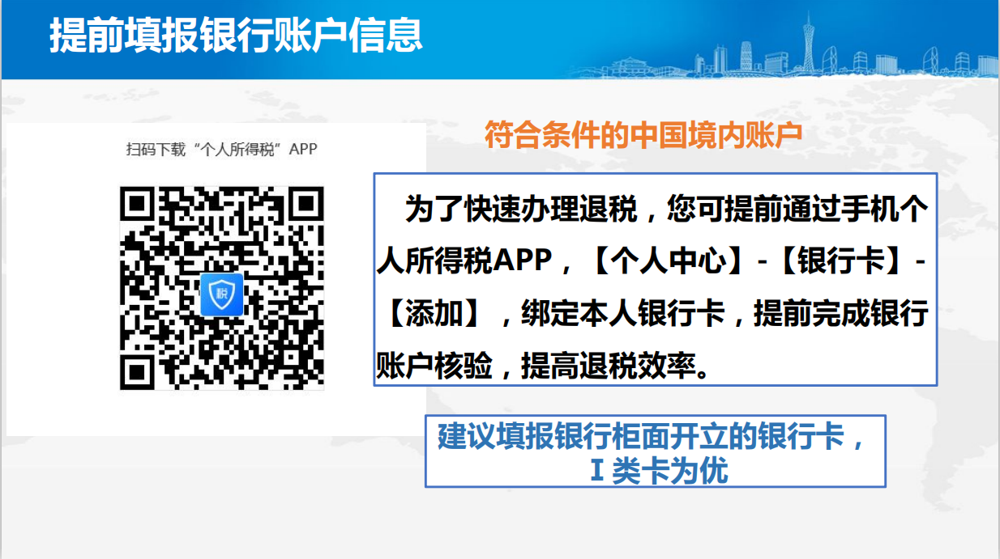 提前填报银行账户信息
扫码下载“个人所得税”APP
税
符合条件的中国境内账户
为了快速办理退税，您可提前通过手机个
人所得税APP，【个人中心】-【银行卡】-
【添加】，绑定本人银行卡，提前完成银行
账户核验，提高退税效率。
建议填报银行柜面开立的银行卡，
I 类卡为优